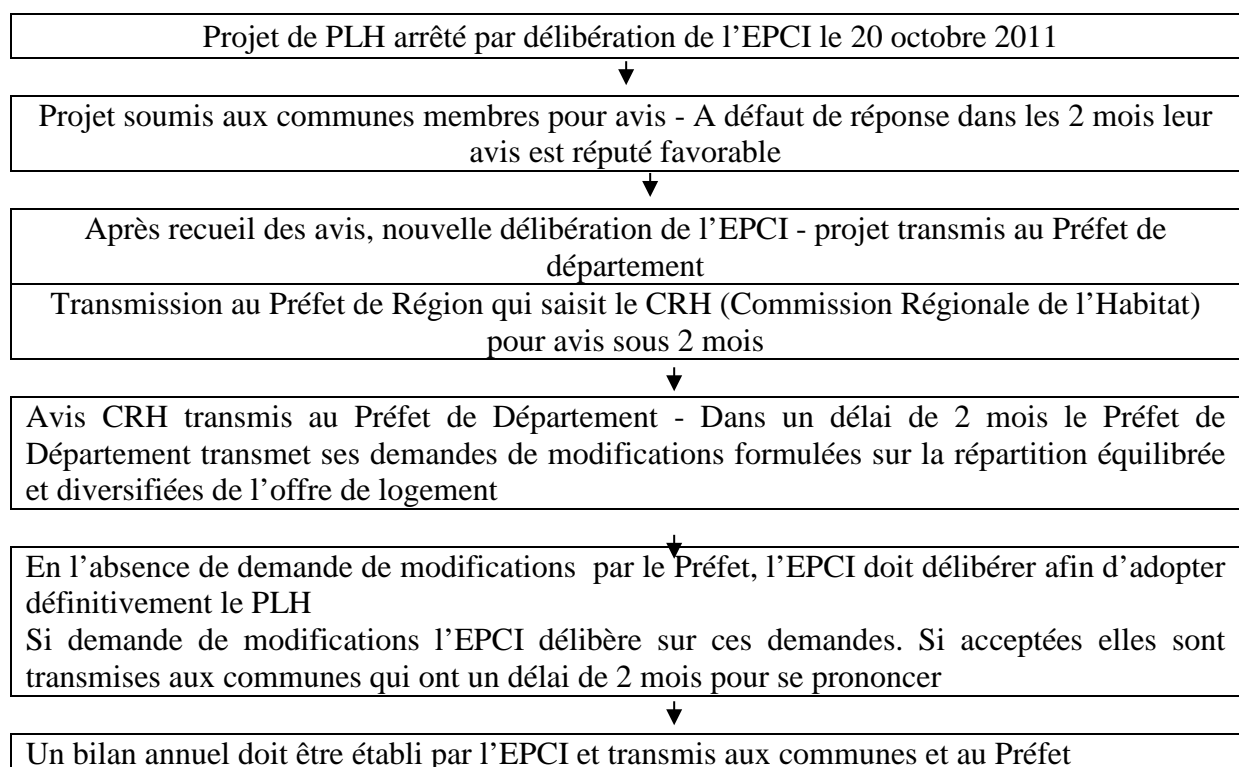 Projet de PLH arrêté par délibération de l’EPCI le 20 octobre 2011
Projet soumis aux communes membres pour avis - A défaut de réponse dans les 2 mois leur
avis est réputé favorable
Après recueil des avis, nouvelle délibération de l’EPCI - projet transmis au Préfet de
département
Transmission au Préfet de Région qui saisit le CRH (Commission Régionale de l’Habitat)
pour avis sous 2 mois
Avis CRH transmis au Préfet de Département - Dans un délai de 2 mois le Préfet de
Département transmet ses demandes de modifications formulées sur la répartition équilibrée
et diversifiées de l’offre de logement
En l’absence de demande de modifications par le Préfet, l’EPCI doit délibérer afin d’adopter
définitivement le PLH
Si demande de modifications l’EPCI délibère sur ces demandes. Si acceptées elles sont
transmises aux communes qui ont un délai de 2 mois pour se prononcer
Un bilan annuel doit être établi par l’EPCI et transmis aux communes et au Préfet